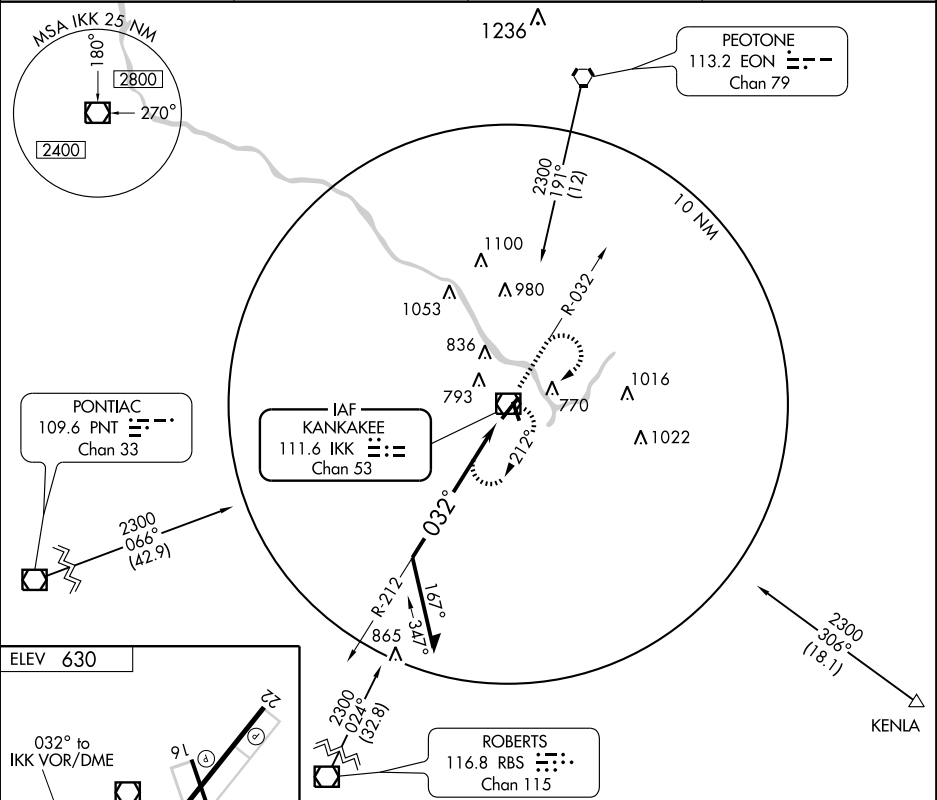 MSA IKK 25 NM
180°
2800
270°
2400
1236
PEOTONE
113.2 EON
Chan 79
2300
191°
(12)
10 NM
1100
980
1053
R-032
836
793
770
1016
1022
IAF
KANKAKEE
111.6 IKK
Chan 53
212°
032°
PONTIAC
109.6 PNT
Chan 33
2300
066°
(42.9)
R-212
167°
347°
865
2300
024°
(32.8)
2300
306°
(18.1)
KENLA
ROBERTS
116.8 RBS
Chan 115
ELEV 630
22
P
16
P
032° to
IKK VOR/DME